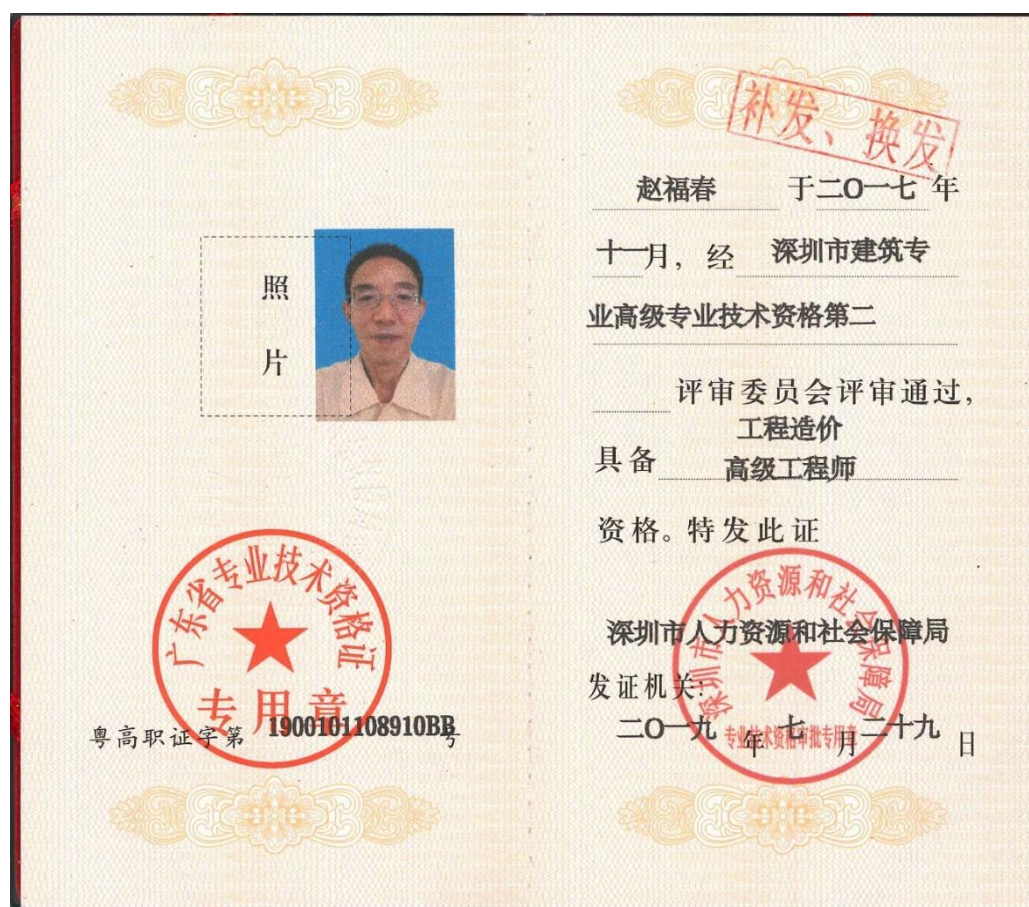 照
片
广东省专业技术资格证
专用章
粤高职证字第 1900101108910BB 号
补发、换发
赵福春 于二O一七年
十一月，经 深圳市建筑专
业高级专业技术资格第二
评审委员会评审通过，
工程造价
具备 高级工程师
资格。特发此证
深圳市人力资源和社会保障局
深圳市人力资源和社会保障局
发证机关：
专业技术资格审批专用章
二O一九 年 七 月 二十九 日